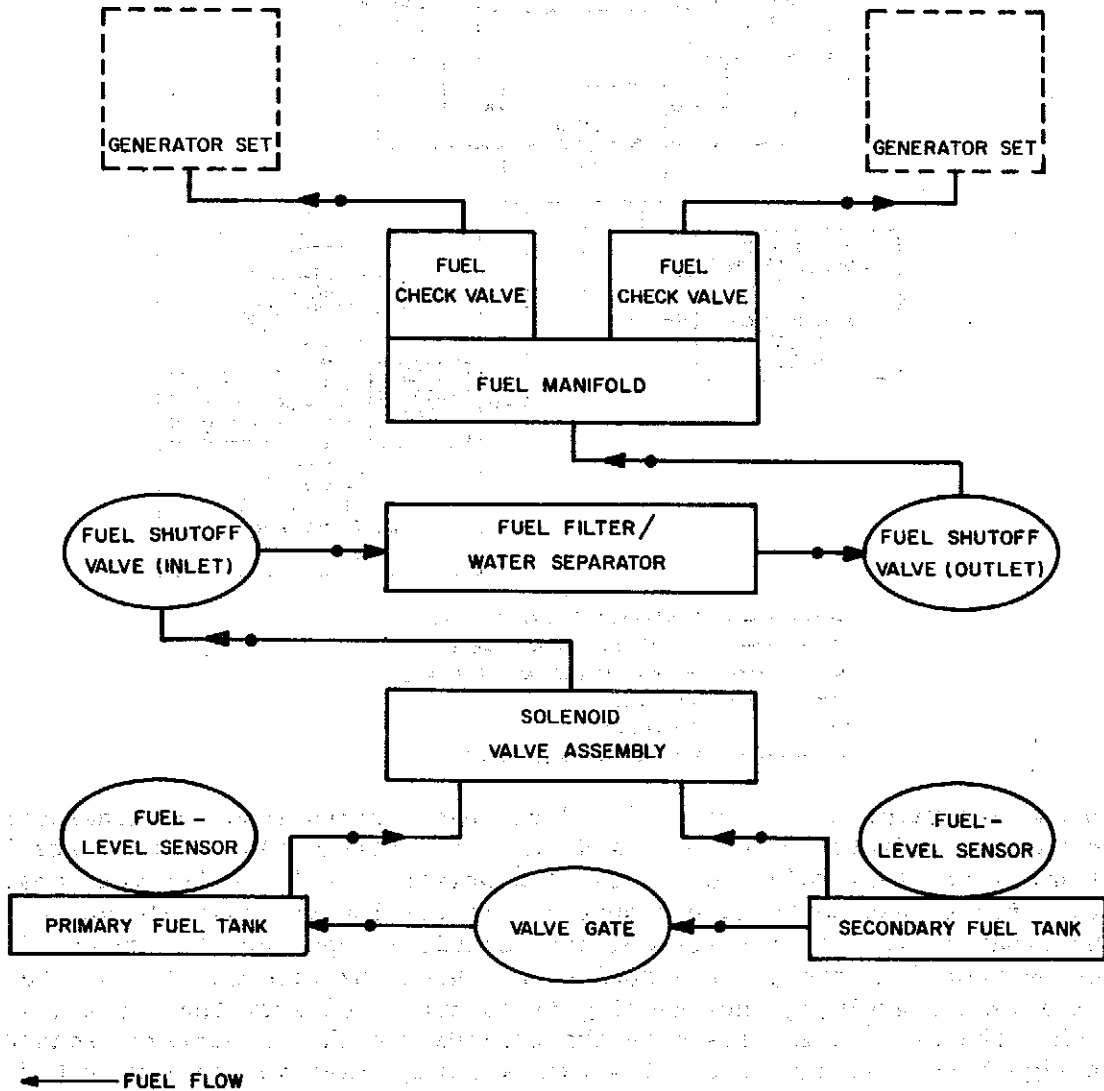 GENERATOR SET
GENERATOR SET
FUEL
CHECK VALVE
FUEL
CHECK VALVE
FUEL MANIFOLD
FUEL SHUTOFF
VALVE (INLET)
FUEL FILTER/
WATER SEPARATOR
FUEL SHUTOFF
VALVE (OUTLET)
SOLENOID
VALVE ASSEMBLY
FUEL -
LEVEL SENSOR
FUEL -
LEVEL SENSOR
PRIMARY FUEL TANK
VALVE GATE
SECONDARY FUEL TANK
FUEL FLOW